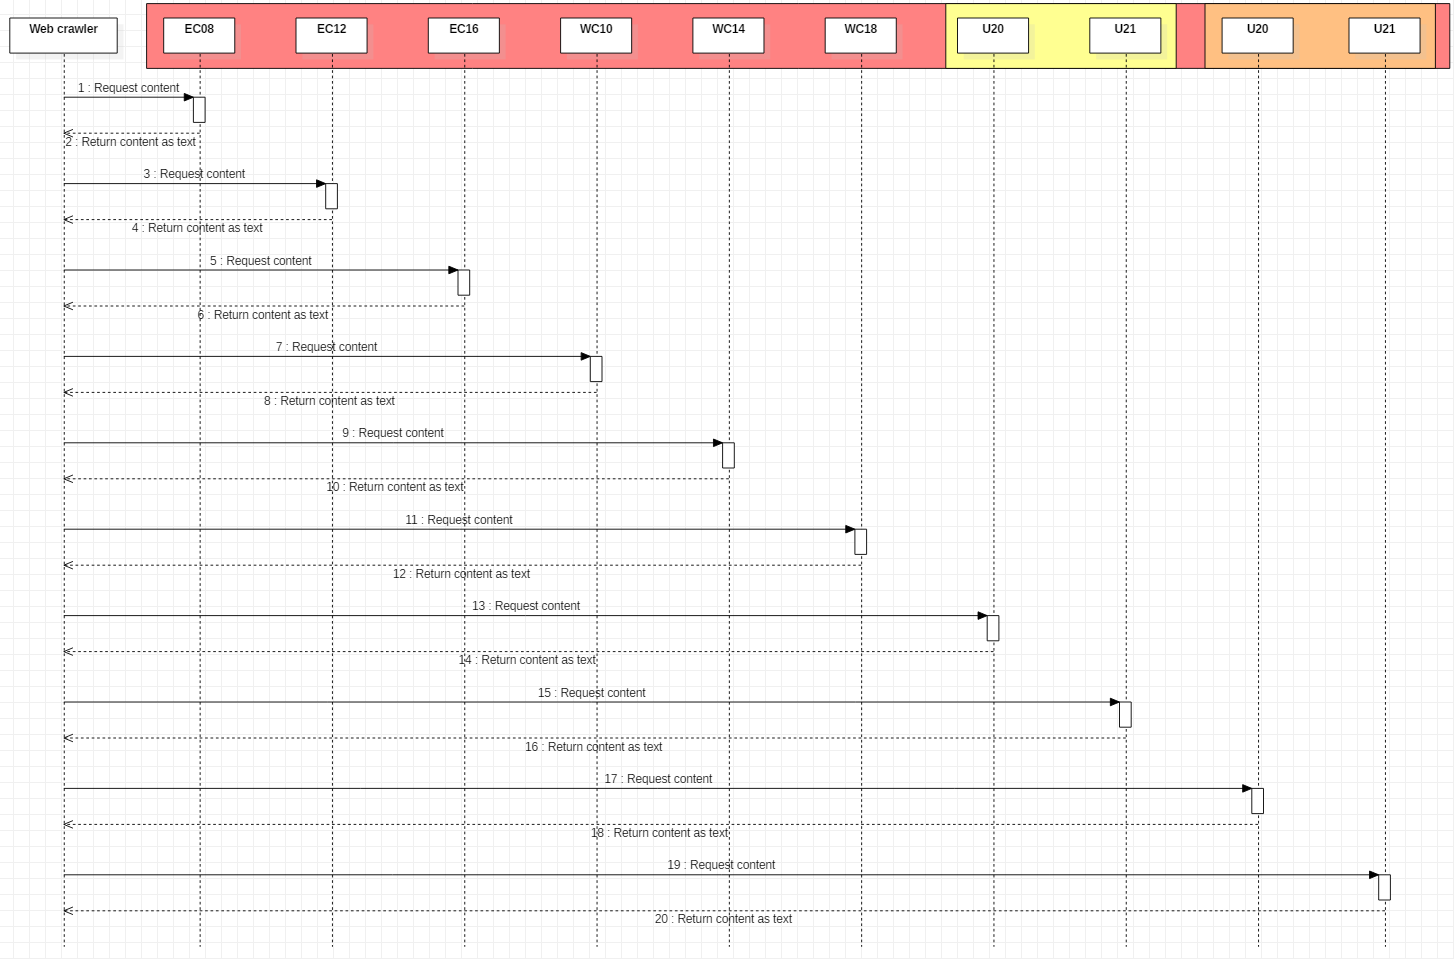 Web crawler
EC08
EC12
EC16
WC10
WC14
WC18
U20
U21
U20
U21
1 : Request content
2 : Return content as text
3 : Request content
4 : Return content as text
5 : Request content
6 : Return content as text
7 : Request content
8 : Return content as text
9 : Request content
10 : Return content as text
11 : Request content
12 : Return content as text
13 : Request content
14 : Return content as text
15 : Request content
16 : Return content as text
17 : Request content
18 : Return content as text
19 : Request content
20 : Return content as text